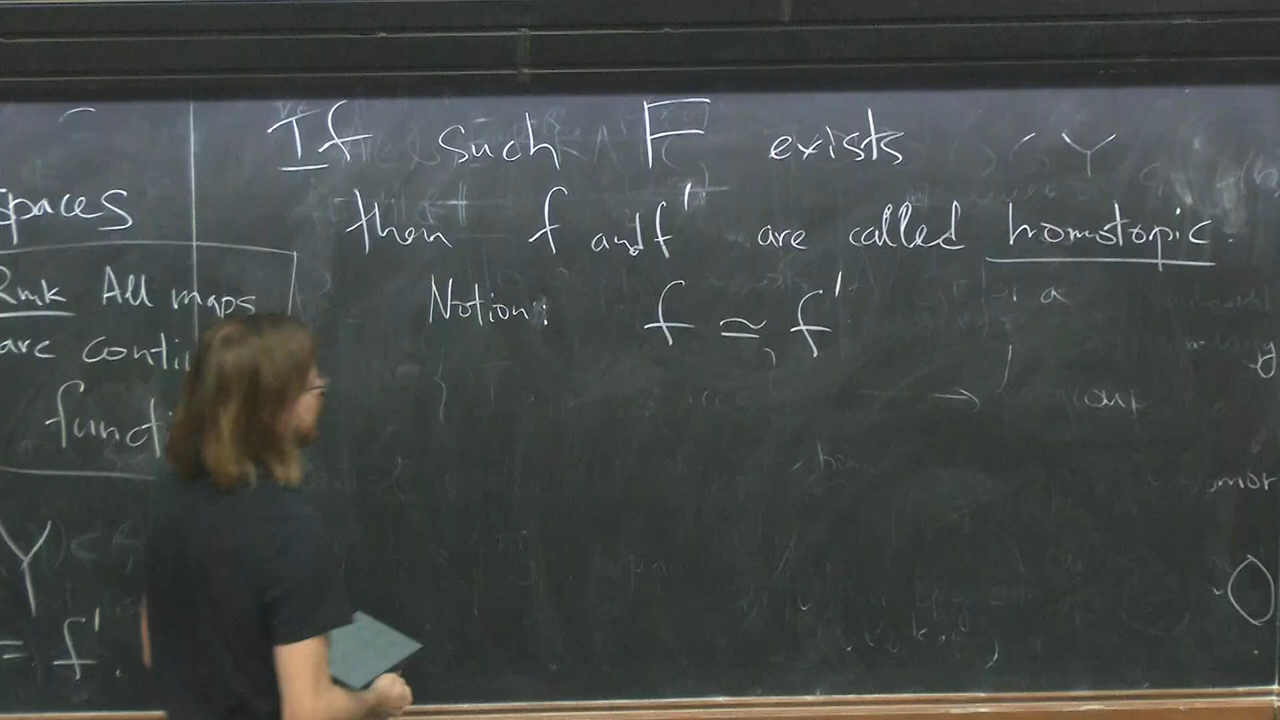 spaces
Rmk All maps
are conti
functi
Y
= f'.
If such F exists
then f and f' are called homotopic.
Notion: f ≃ f'